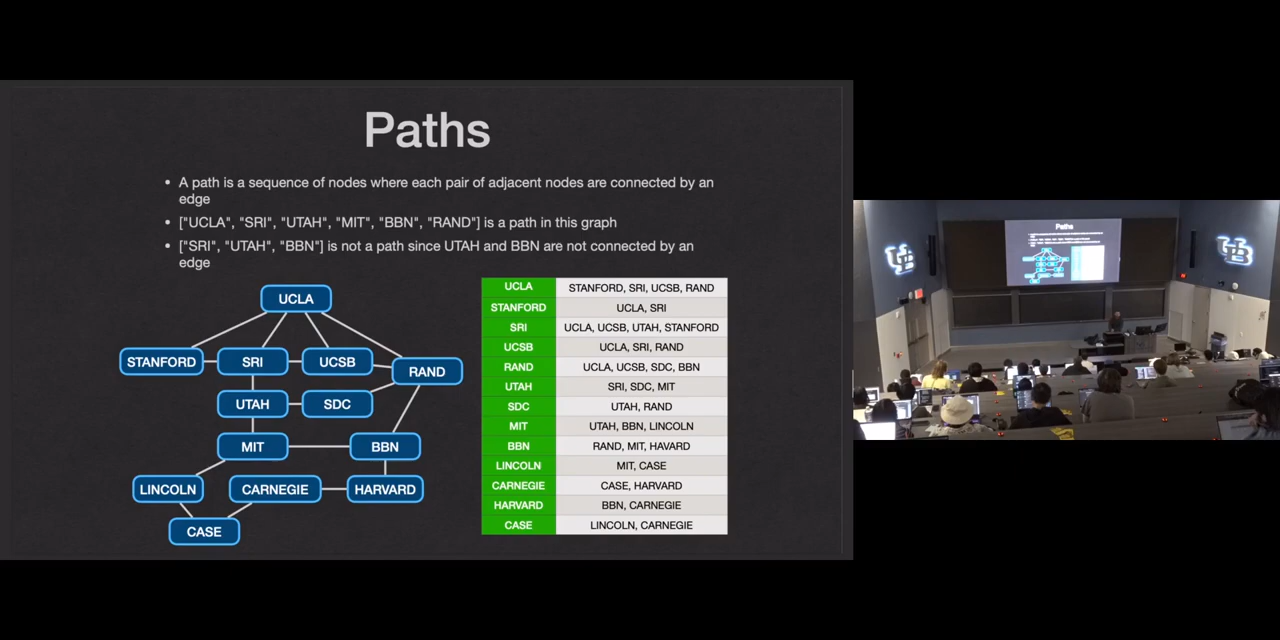 Paths
• A path is a sequence of nodes where each pair of adjacent nodes are connected by an
edge
• ["UCLA", "SRI", "UTAH", "MIT", "BBN", "RAND"] is a path in this graph
• ["SRI", "UTAH", "BBN"] is not a path since UTAH and BBN are not connected by an
edge
UCLA
STANFORD SRI UCSB RAND
UTAH SDC
MIT BBN
LINCOLN CARNEGIE HARVARD
CASE
UCLA STANFORD, SRI, UCSB, RAND
STANFORD UCLA, SRI
SRI UCLA, UCSB, UTAH, STANFORD
UCSB UCLA, SRI, RAND
RAND UCLA, UCSB, SDC, BBN
UTAH SRI, SDC, MIT
SDC UTAH, RAND
MIT UTAH, BBN, LINCOLN
BBN RAND, MIT, HAVARD
LINCOLN MIT, CASE
CARNEGIE CASE, HARVARD
HARVARD BBN, CARNEGIE
CASE LINCOLN, CARNEGIE
UB
Paths
UB